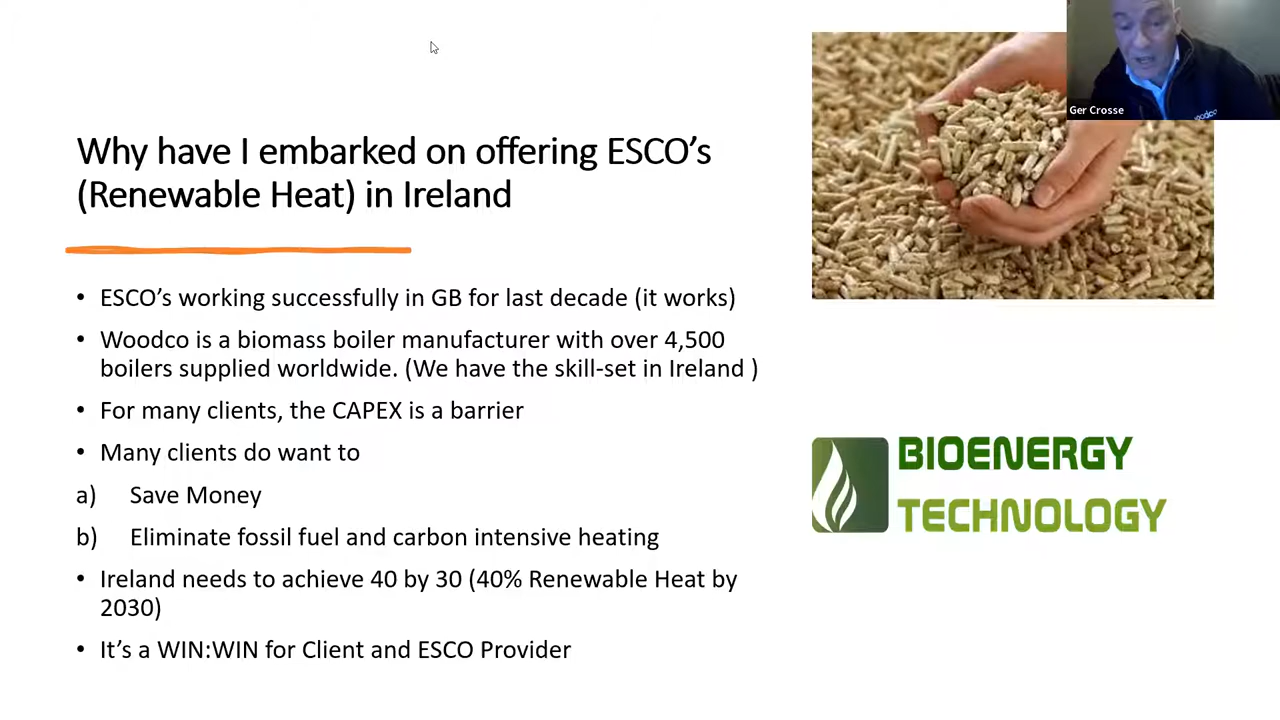 Why have I embarked on offering ESCO's
(Renewable Heat) in Ireland
• ESCO's working successfully in GB for last decade (it works)
• Woodco is a biomass boiler manufacturer with over 4,500
boilers supplied worldwide. (We have the skill-set in Ireland )
• For many clients, the CAPEX is a barrier
• Many clients do want to
a) Save Money
b) Eliminate fossil fuel and carbon intensive heating
• Ireland needs to achieve 40 by 30 (40% Renewable Heat by
2030)
• It's a WIN:WIN for Client and ESCO Provider
Ger Crosse
woodco
BIOENERGY
TECHNOLOGY